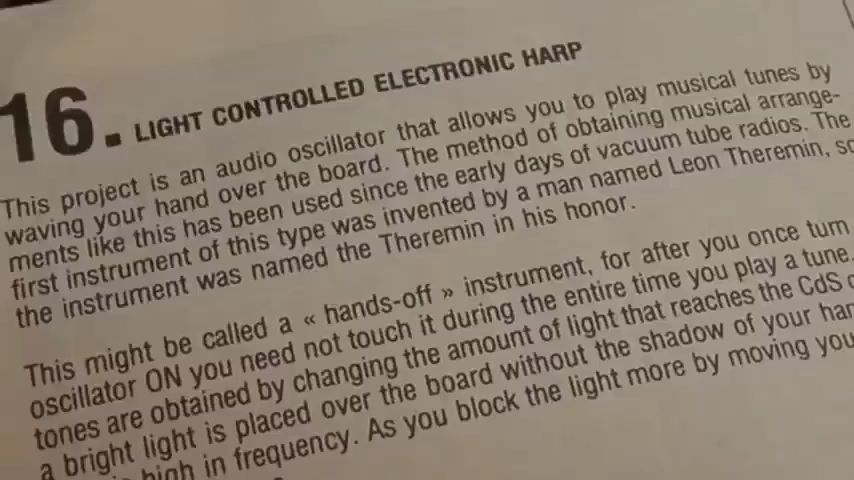 16. LIGHT CONTROLLED ELECTRONIC HARP
This project is an audio oscillator that allows you to play musical tunes by
waving your hand over the board. The method of obtaining musical arrange-
ments like this has been used since the early days of vacuum tube radios. The
first instrument of this type was invented by a man named Leon Theremin, so
the instrument was named the Theremin in his honor.
This might be called a « hands-off » instrument, for after you once turn
oscillator ON you need not touch it during the entire time you play a tune.
tones are obtained by changing the amount of light that reaches the CdS
a bright light is placed over the board without the shadow of your
high in frequency. As you block the light more by moving